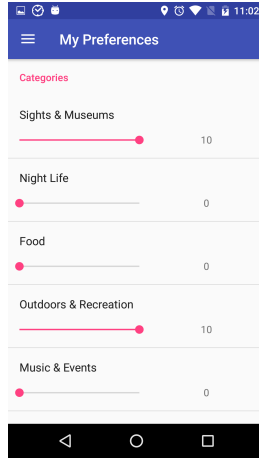 11:02
My Preferences
Categories
Sights & Museums
10
Night Life
0
Food
0
Outdoors & Recreation
10
Music & Events
0